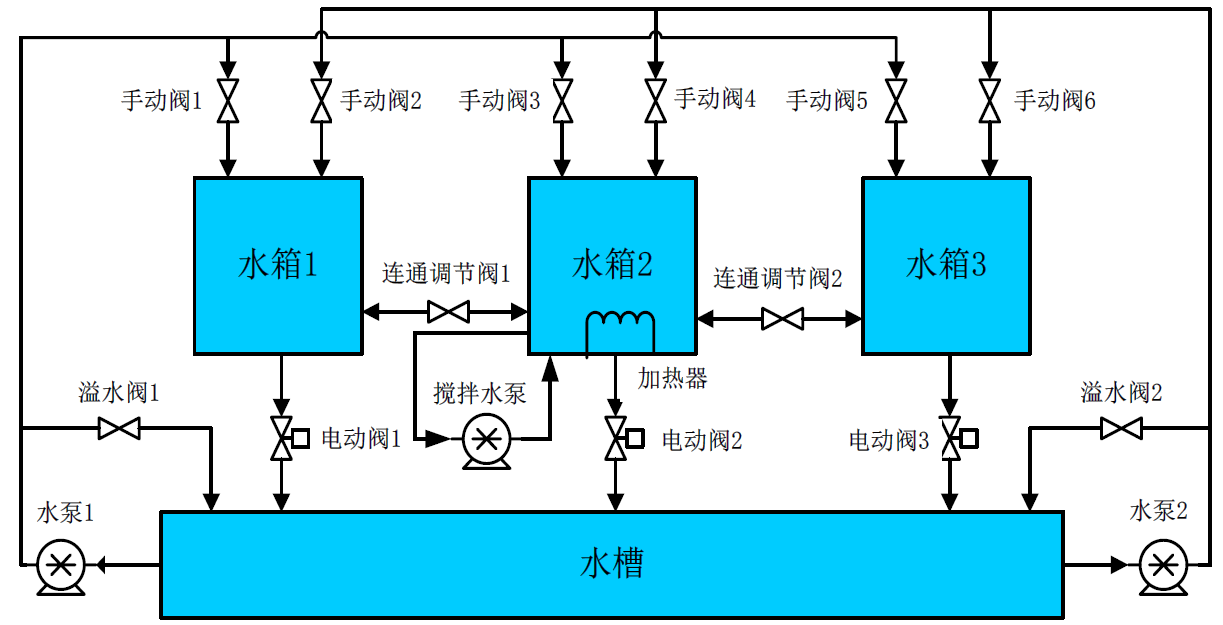 手动阀1
手动阀2
手动阀3
手动阀4
手动阀5
手动阀6
水箱1
连通调节阀1
水箱2
连通调节阀2
水箱3
溢水阀1
搅拌水泵
加热器
溢水阀2
电动阀1
电动阀2
电动阀3
水泵1
水槽
水泵2